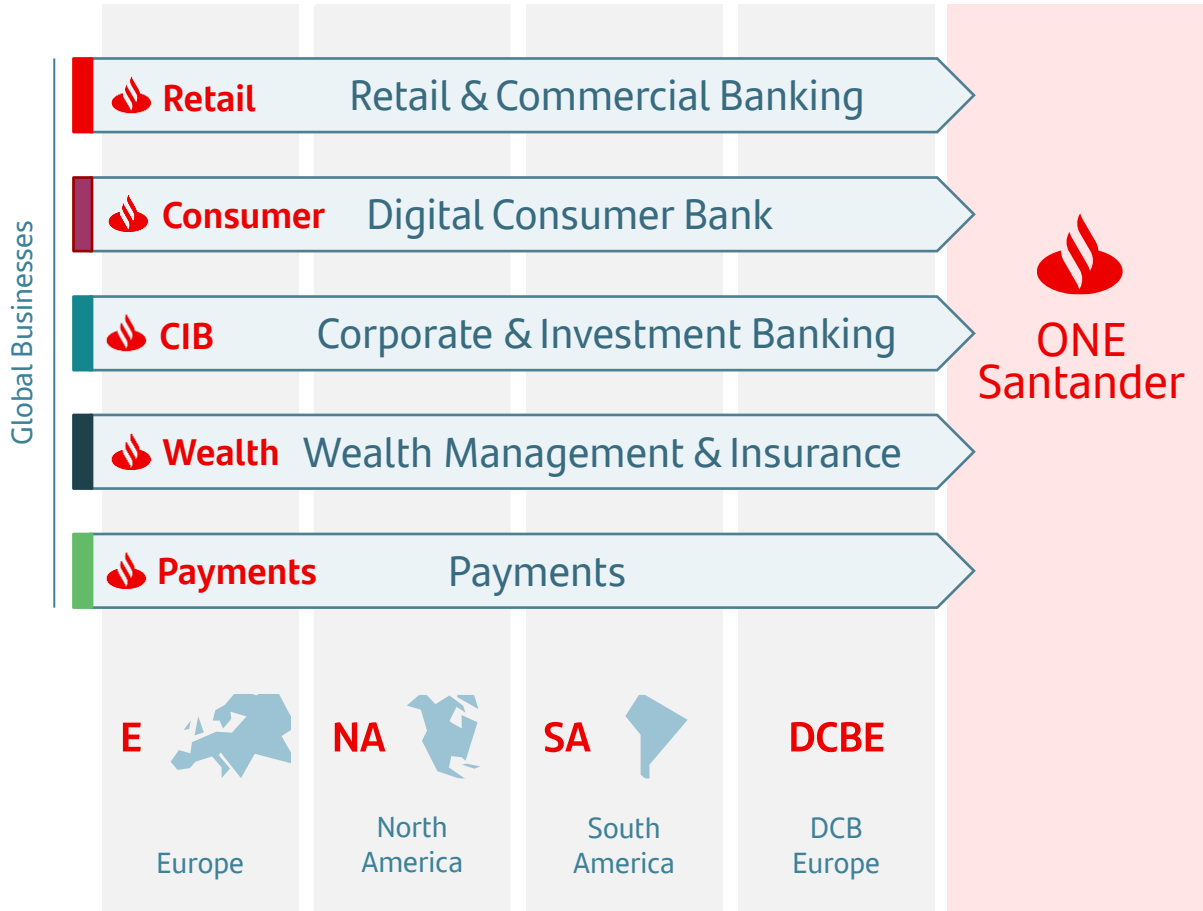 Global Businesses
Retail Retail & Commercial Banking
Consumer Digital Consumer Bank
CIB Corporate & Investment Banking
Wealth Wealth Management & Insurance
Payments Payments
ONE
Santander
E
NA
SA
DCBE
Europe
North
America
South
America
DCB
Europe